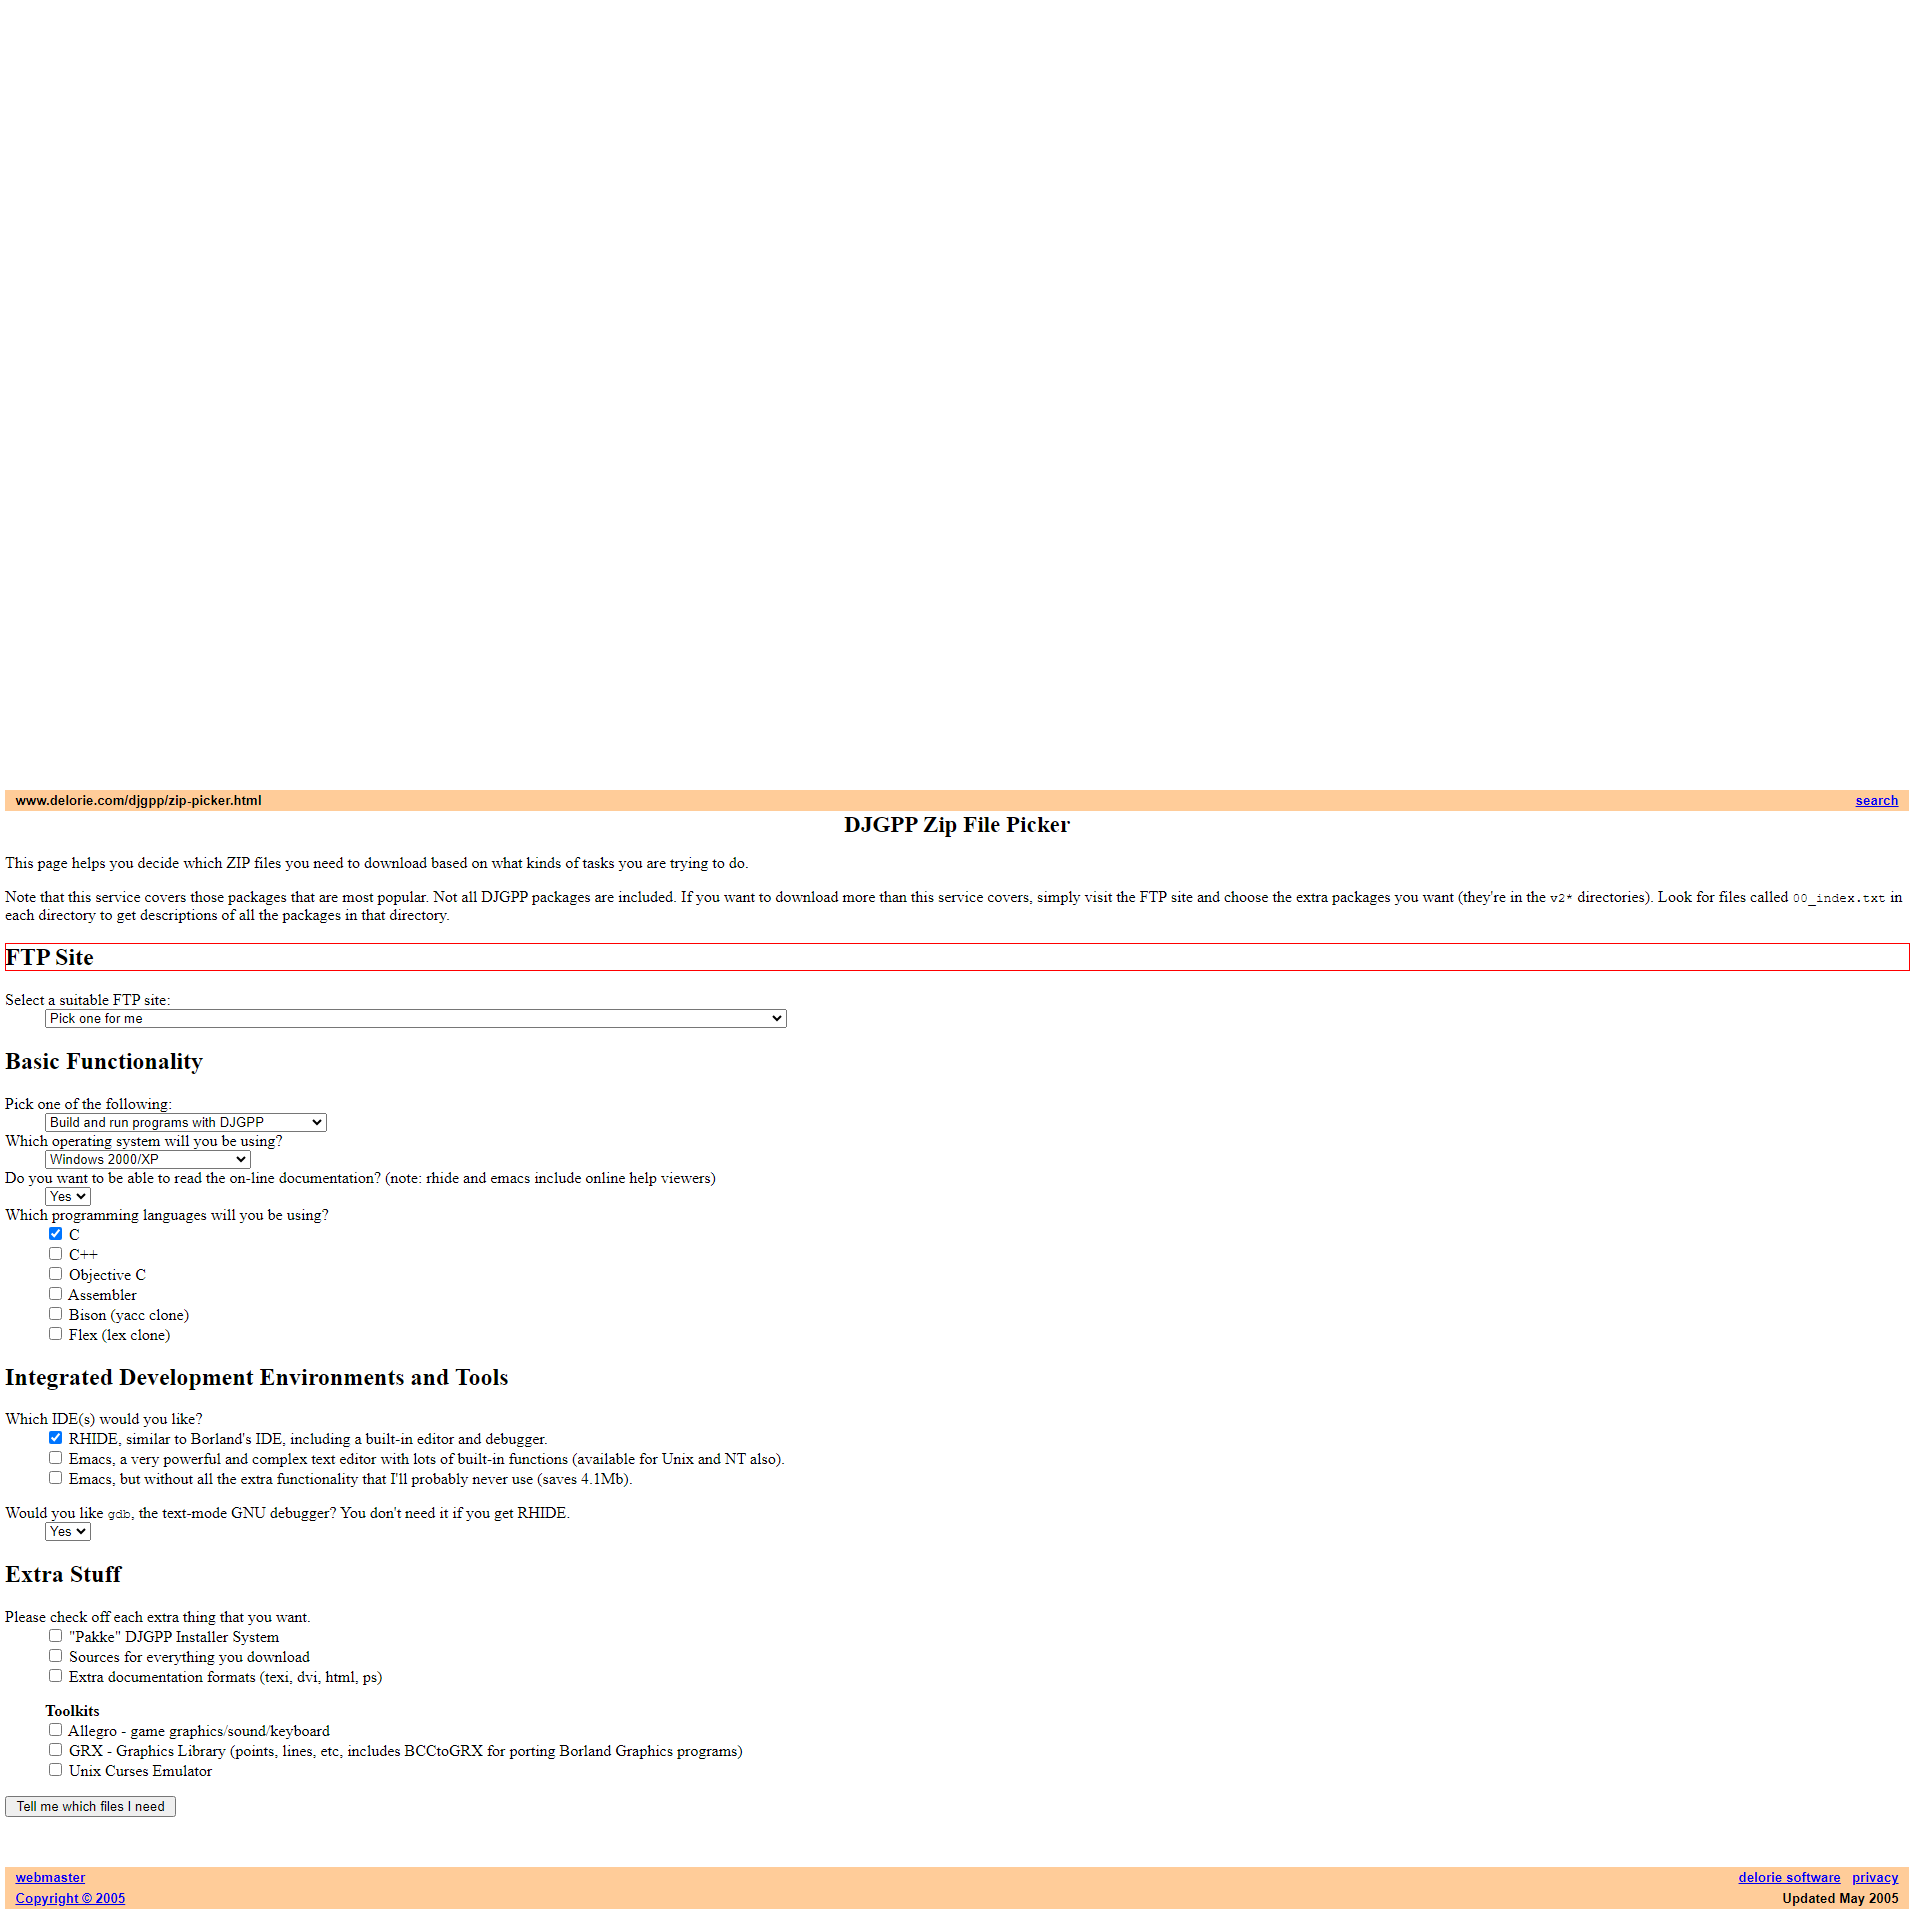 www.delorie.com/djgpp/zip-picker.html search
DJGPP Zip File Picker
This page helps you decide which ZIP files you need to download based on what kinds of tasks you are trying to do.
Note that this service covers those packages that are most popular. Not all DJGPP packages are included. If you want to download more than this service covers, simply visit the FTP site and choose the extra packages you want (they're in the v2* directories). Look for files called 00_index.txt in
each directory to get descriptions of all the packages in that directory.
FTP Site
Select a suitable FTP site:
Pick one for me
Basic Functionality
Pick one of the following:
Build and run programs with DJGPP
Which operating system will you be using?
Windows 2000/XP
Do you want to be able to read the on-line documentation? (note: rhide and emacs include online help viewers)
Yes
Which programming languages will you be using?
C
C++
Objective C
Assembler
Bison (yacc clone)
Flex (lex clone)
Integrated Development Environments and Tools
Which IDE(s) would you like?
RHIDE, similar to Borland's IDE, including a built-in editor and debugger.
Emacs, a very powerful and complex text editor with lots of built-in functions (available for Unix and NT also).
Emacs, but without all the extra functionality that I'll probably never use (saves 4.1Mb).
Would you like gdb, the text-mode GNU debugger? You don't need it if you get RHIDE.
Yes
Extra Stuff
Please check off each extra thing that you want.
"Pakke" DJGPP Installer System
Sources for everything you download
Extra documentation formats (texi, dvi, html, ps)
Toolkits
Allegro - game graphics/sound/keyboard
GRX - Graphics Library (points, lines, etc, includes BCCtoGRX for porting Borland Graphics programs)
Unix Curses Emulator
Tell me which files I need
webmaster delorie software privacy
Copyright © 2005 Updated May 2005